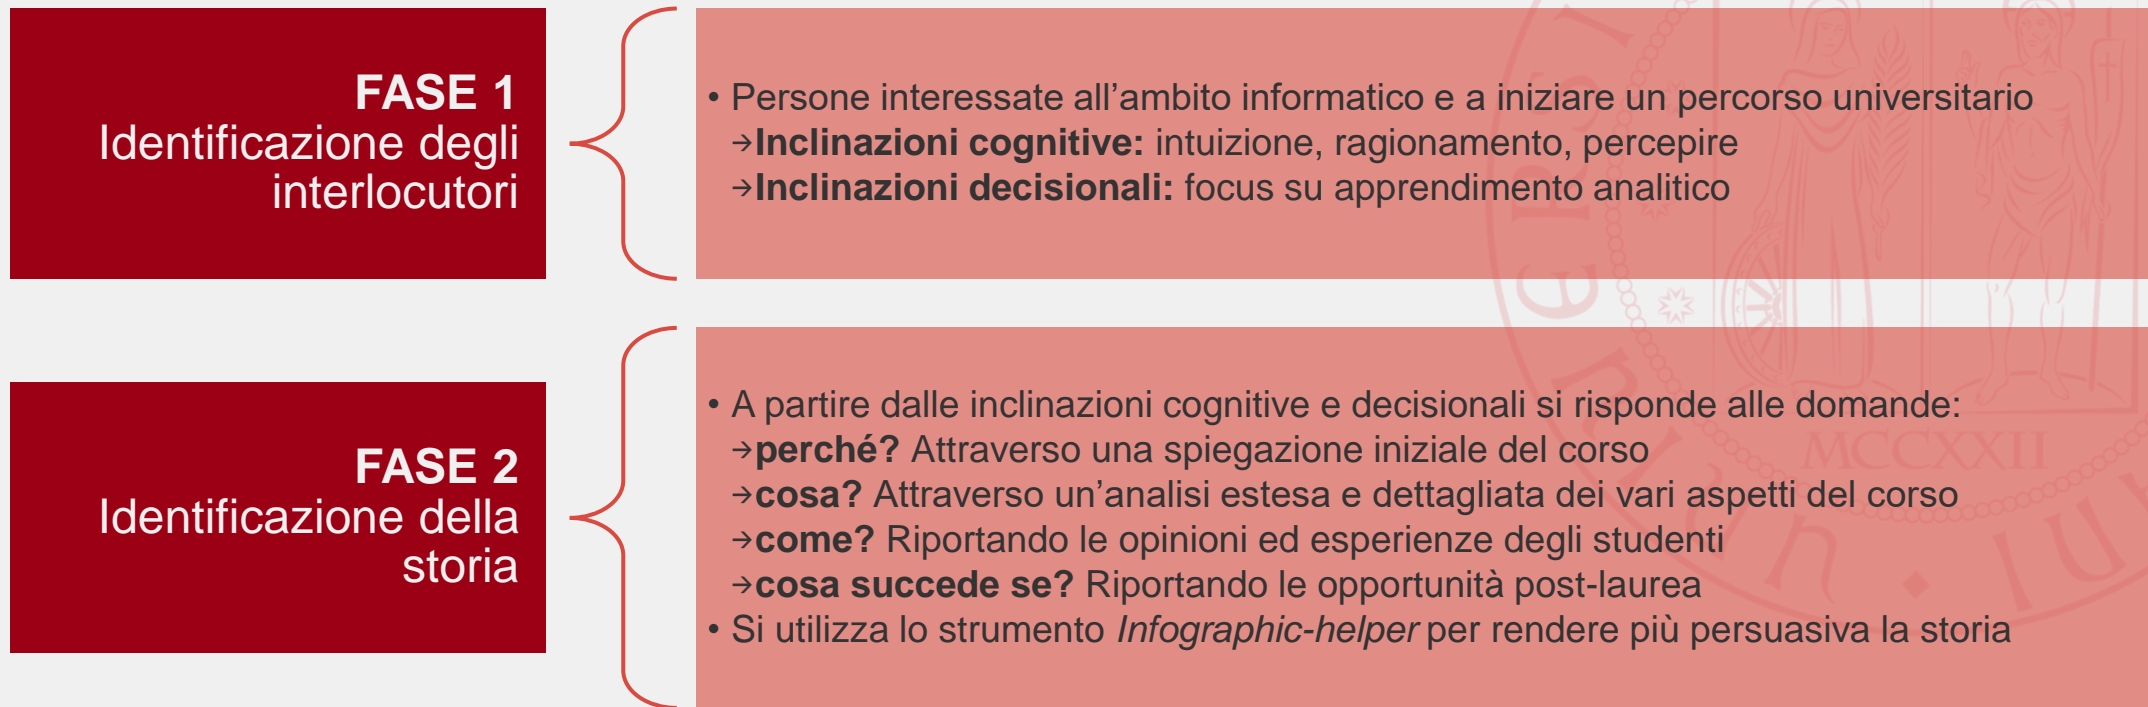 FASE 1
Identificazione degli
interlocutori
• Persone interessate all’ambito informatico e a iniziare un percorso universitario
→Inclinazioni cognitive: intuizione, ragionamento, percepire
→Inclinazioni decisionali: focus su apprendimento analitico
FASE 2
Identificazione della
storia
• A partire dalle inclinazioni cognitive e decisionali si risponde alle domande:
→perché? Attraverso una spiegazione iniziale del corso
→cosa? Attraverso un’analisi estesa e dettagliata dei vari aspetti del corso
→come? Riportando le opinioni ed esperienze degli studenti
→cosa succede se? Riportando le opportunità post-laurea
• Si utilizza lo strumento Infographic-helper per rendere più persuasiva la storia
MCCXXII